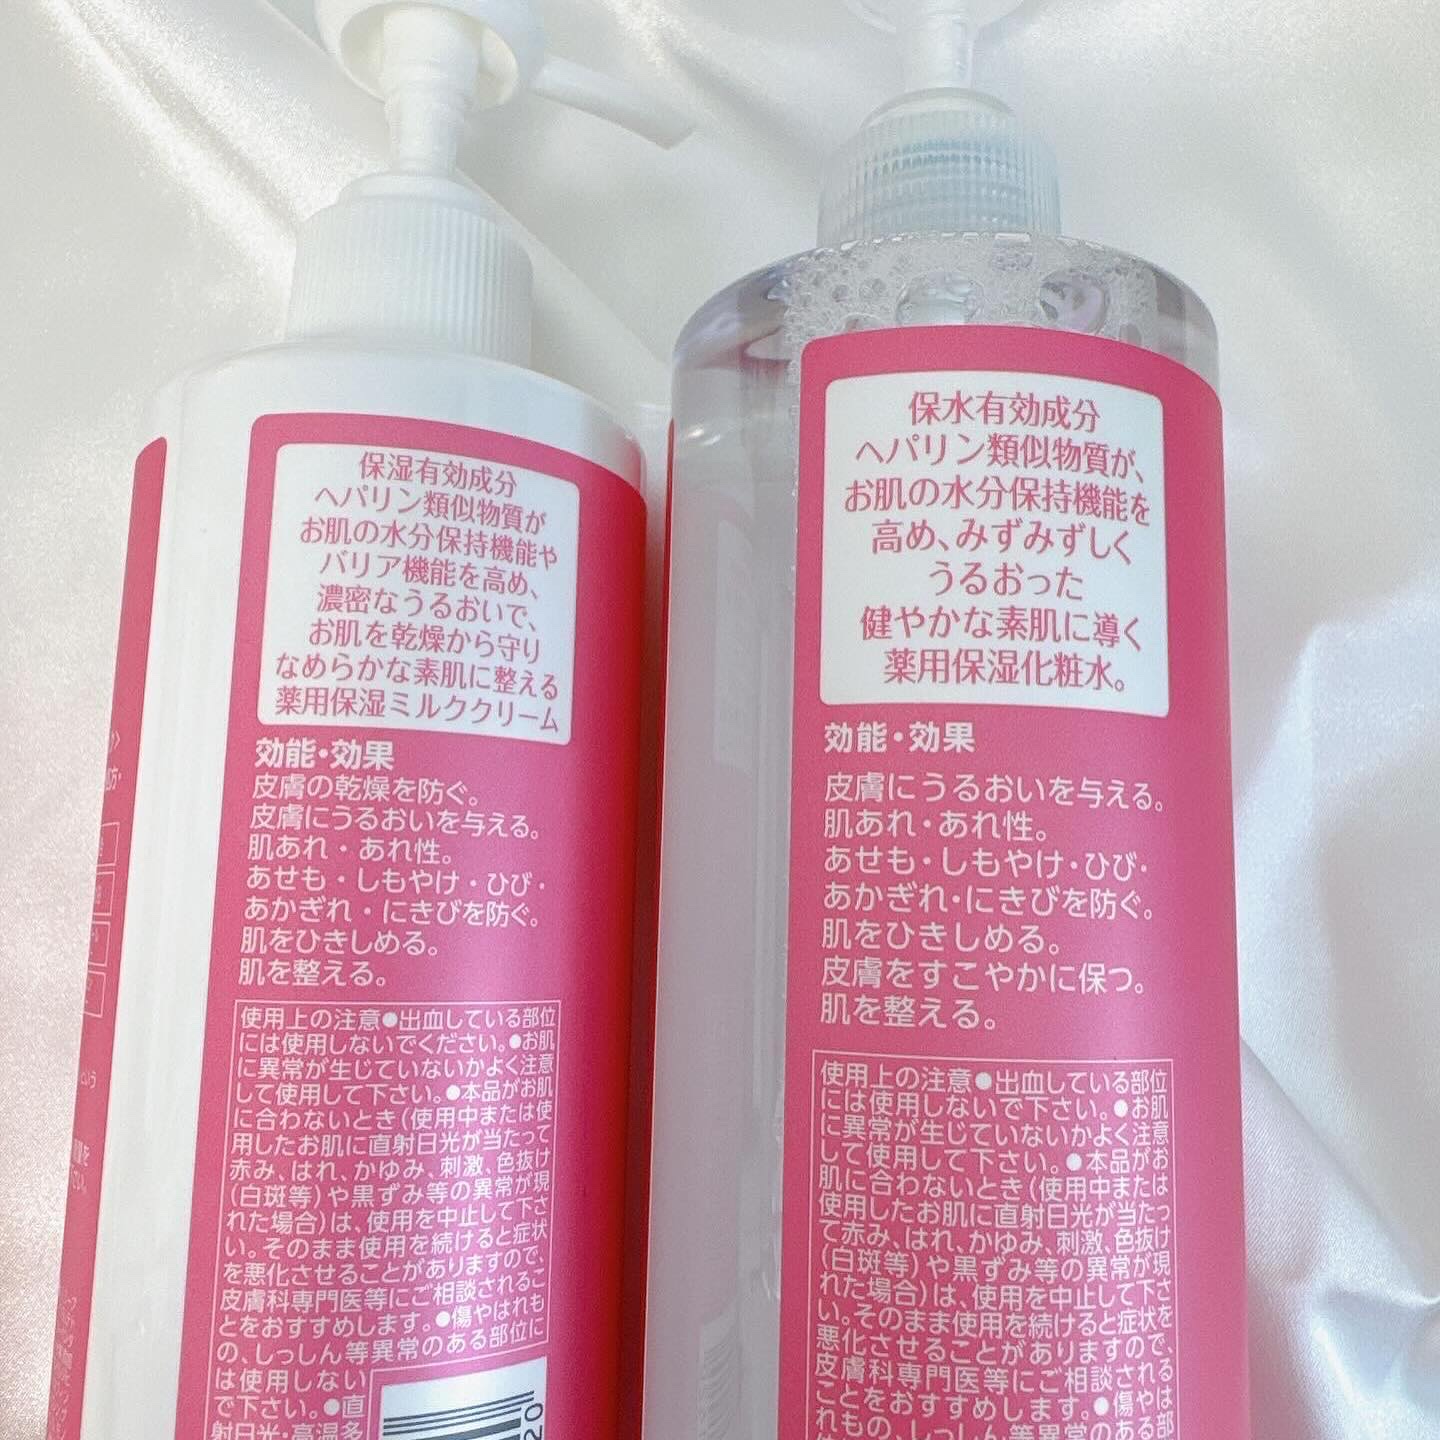 保湿有効成分
ヘパリン類似物質が
お肌の水分保持機能や
バリア機能を高め、
濃密なうるおいで、
お肌を乾燥から守り
なめらかな素肌に整える
薬用保湿ミルククリーム
効能・効果
皮膚の乾燥を防ぐ。
皮膚にうるおいを与える。
肌あれ・あれ性。
あせも・しもやけ・ひび・
あかぎれ・にきびを防ぐ。
肌をひきしめる。
肌を整える。
使用上の注意●出血している部位
には使用しないでください。●お肌
に異常が生じていないかよく注意
して使用して下さい。●本品がお肌
に合わないとき(使用中または使
用したお肌に直射日光が当たって
赤み、はれ、かゆみ、刺激、色抜け
(白斑等)や黒ずみ等の異常が現
れた場合)は、使用を中止して下さ
い。そのまま使用を続けると症状
を悪化させることがありますので、
皮膚科専門医等にご相談されるこ
とをおすすめします。●傷やはれも
の、しっしん等異常のある部位に
は使用しない
で下さい。●直
射日光・高温多
20
保水有効成分
ヘパリン類似物質が、
お肌の水分保持機能を
高め、みずみずしく
うるおった
健やかな素肌に導く
薬用保湿化粧水。
効能・効果
皮膚にうるおいを与える。
肌あれ・あれ性。
あせも・しもやけ・ひび・
あかぎれ・にきびを防ぐ。
肌をひきしめる。
皮膚をすこやかに保つ。
肌を整える。
使用上の注意●出血している部位
には使用しないで下さい。●お肌
に異常が生じていないかよく注意
して使用して下さい。●本品がお
肌に合わないとき(使用中または
使用したお肌に直射日光が当たっ
て赤み、はれ、かゆみ、刺激、色抜け
(白斑等)や黒ずみ等の異常が現
れた場合)は、使用を中止して下さ
い。そのまま使用を続けると症状を
悪化させることがありますので、
皮膚科専門医等にご相談される
ことをおすすめします。●傷やは
れもの、しっしん等異常のある部